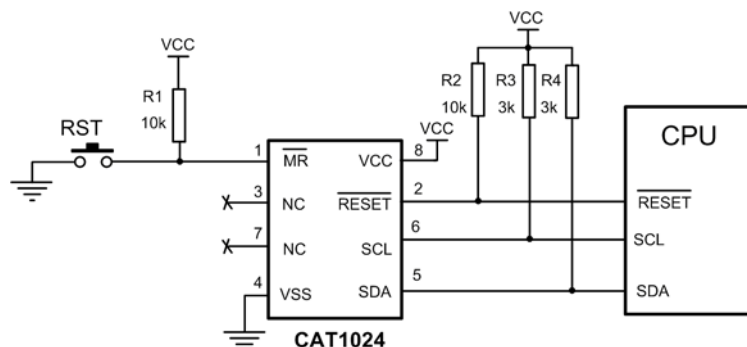 VCC
R1
10k
RST
VCC
R2
10k
R3
3k
R4
3k
VCC
1
MR
VCC
8
3
NC
RESET
2
7
NC
SCL
6
4
VSS
SDA
5
CAT1024
CPU
RESET
SCL
SDA